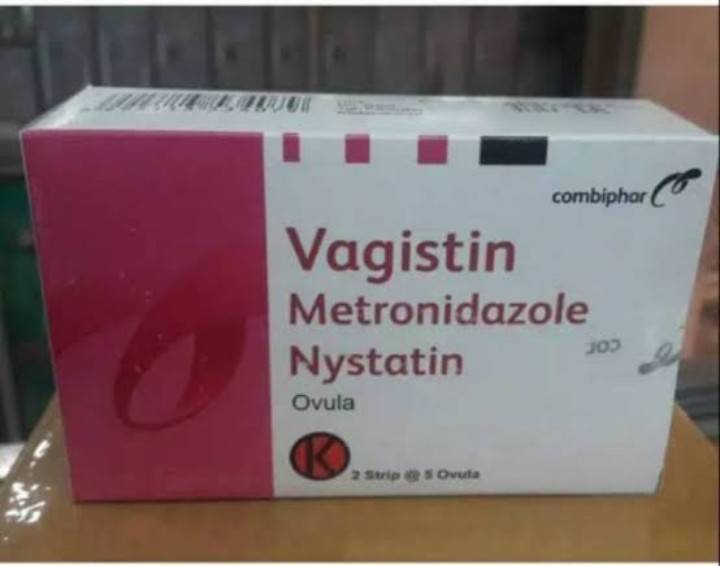 combiphar
Vagistin
Metronidazole
Nystatin
Ovula
K
2 Strip @ 5 Ovula